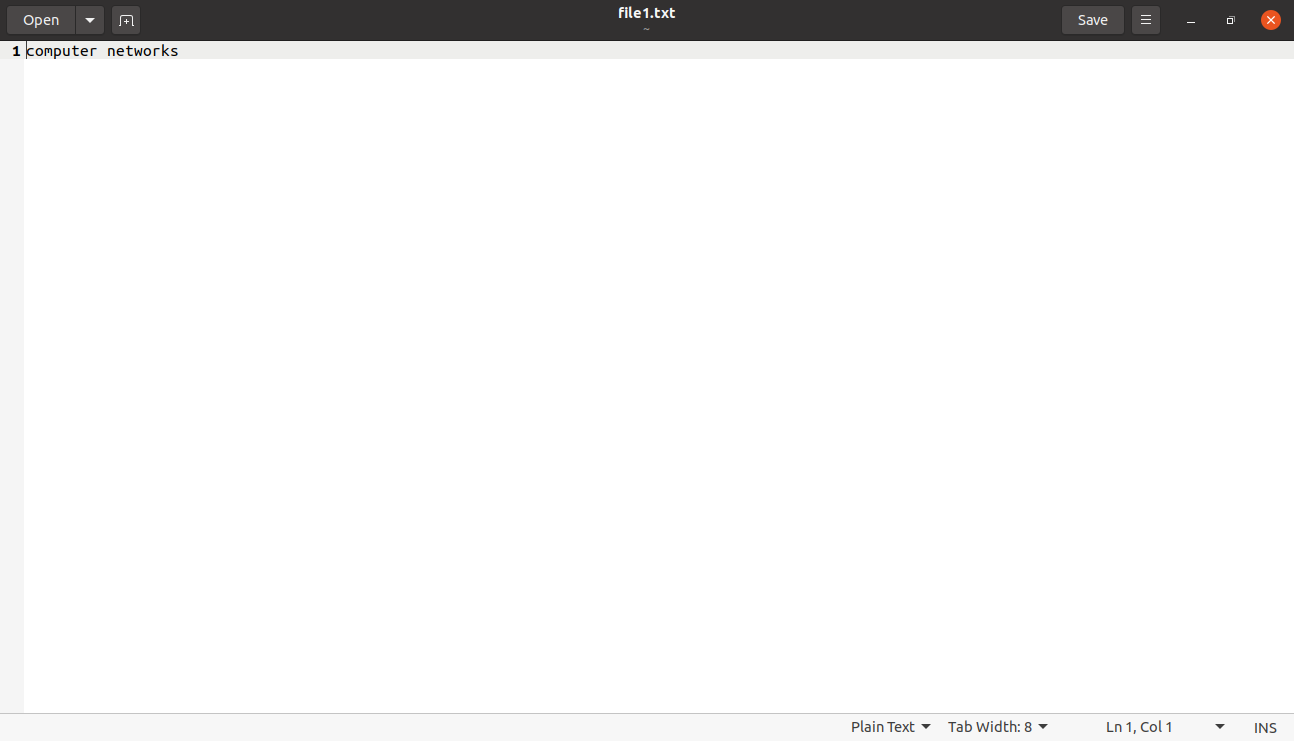 Open
file1.txt
~
Save
1 computer networks
Plain Text
Tab Width: 8
Ln 1, Col 1
INS